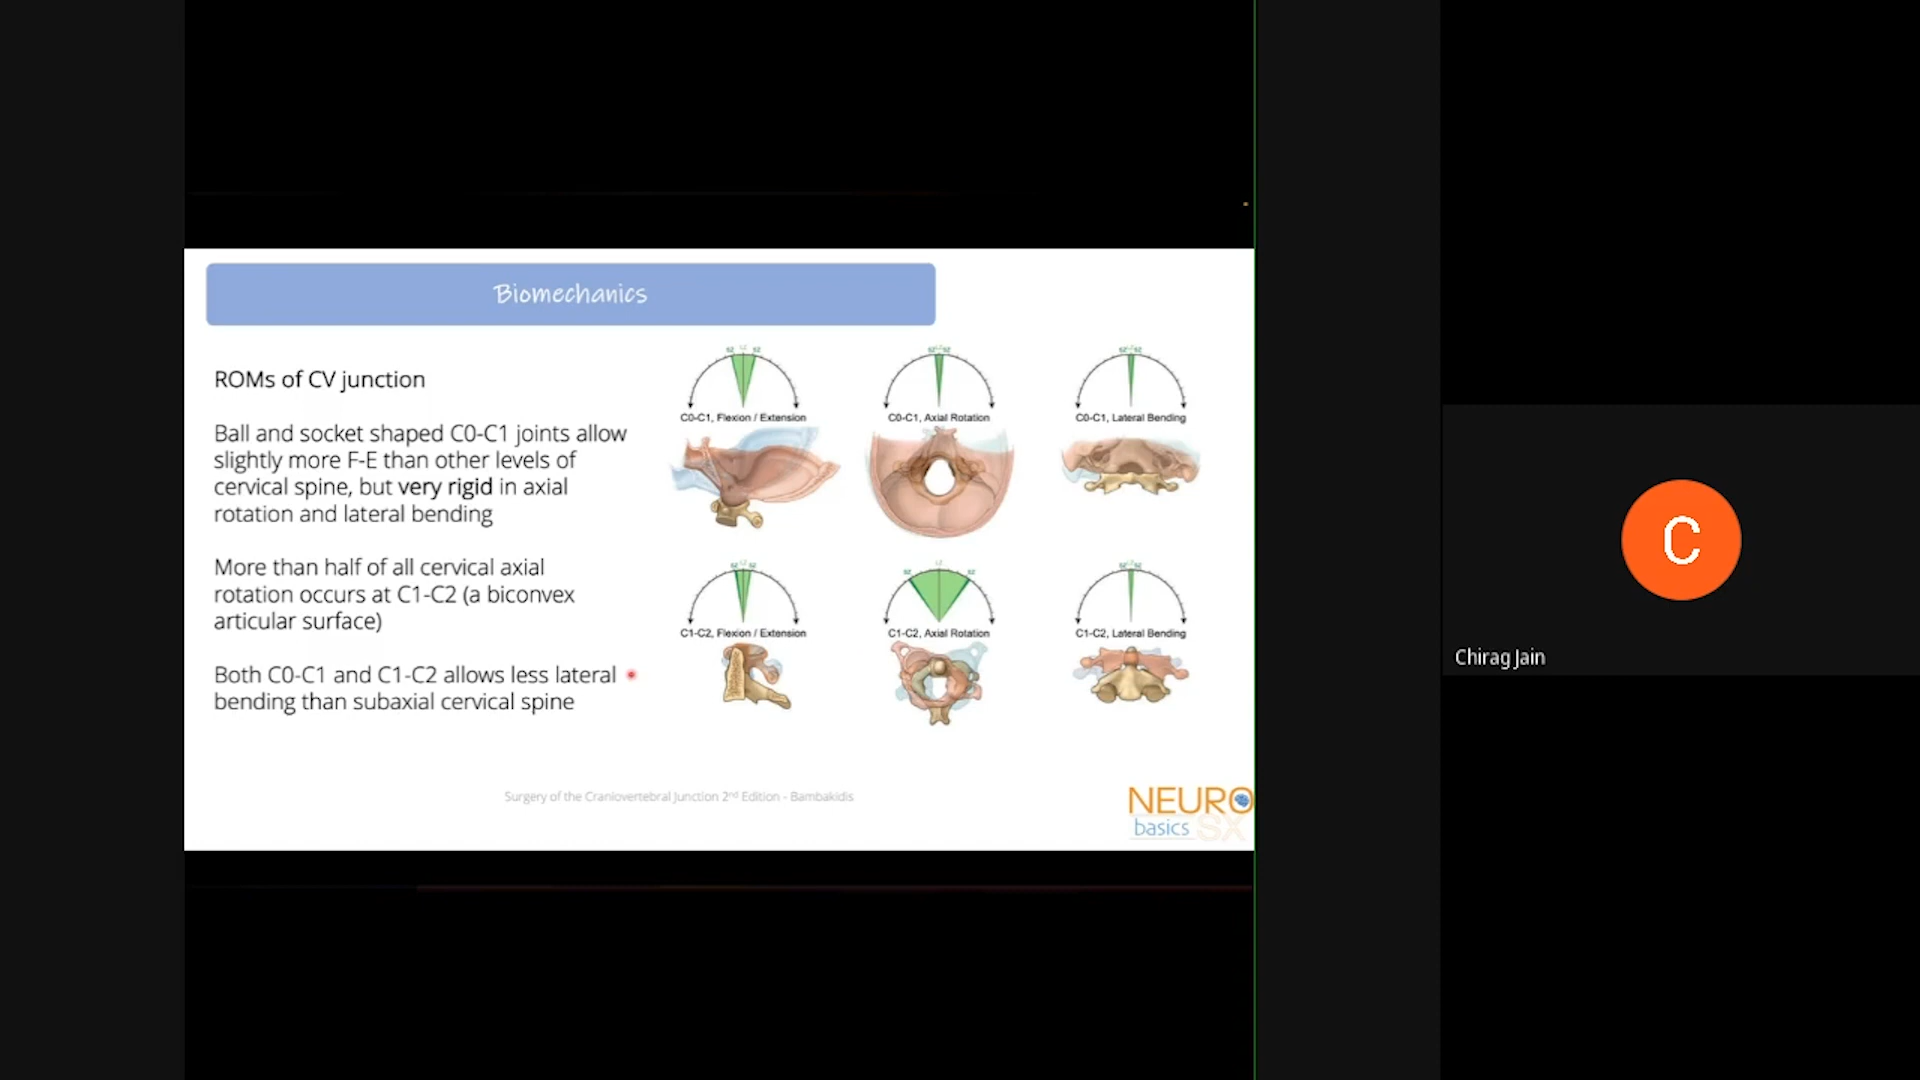 Biomechanics
ROMs of CV junction
Ball and socket shaped C0-C1 joints allow
slightly more F-E than other levels of
cervical spine, but very rigid in axial
rotation and lateral bending
More than half of all cervical axial
rotation occurs at C1-C2 (a biconvex
articular surface)
Both C0-C1 and C1-C2 allows less lateral
bending than subaxial cervical spine
C0-C1, Flexion / Extension
C0-C1, Axial Rotation
C0-C1, Lateral Bending
C1-C2, Flexion / Extension
C1-C2, Axial Rotation
C1-C2, Lateral Bending
Surgery of the Craniovertebral Junction 2nd Edition - Bambakidis
NEURO
basics SX
C
Chirag Jain